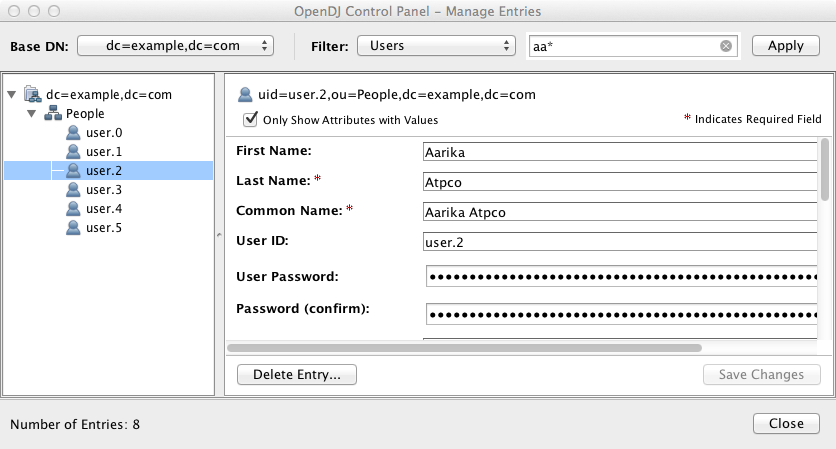 OpenDJ Control Panel - Manage Entries
Base DN: dc=example,dc=com Filter: Users aa* Apply
dc=example,dc=com
People
user.0
user.1
user.2
user.3
user.4
user.5
uid=user.2,ou=People,dc=example,dc=com
Only Show Attributes with Values * Indicates Required Field
First Name: Aarika
Last Name: * Atpco
Common Name: * Aarika Atpco
User ID: user.2
User Password: ••••••••••••••••••••••••••••••••••••••••••••••••
Password (confirm): ••••••••••••••••••••••••••••••••••••••••••••••••
Delete Entry... Save Changes
Number of Entries: 8 Close